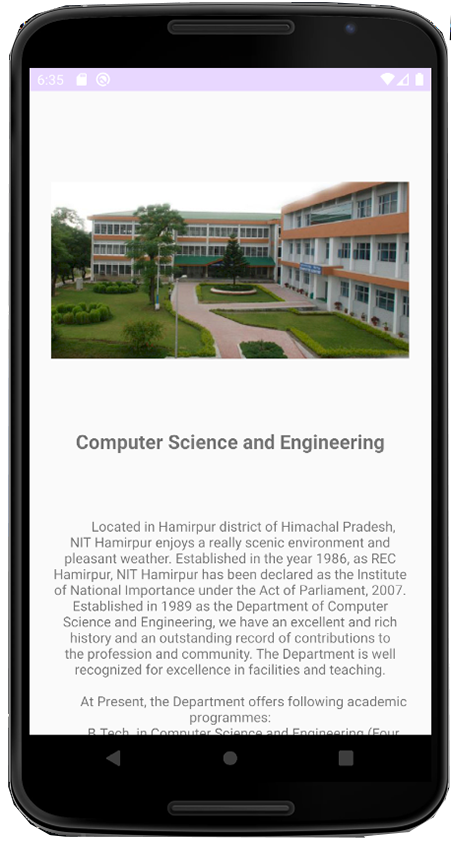 6:35
Computer Science and Engineering
Located in Hamirpur district of Himachal Pradesh,
NIT Hamirpur enjoys a really scenic environment and
pleasant weather. Established in the year 1986, as REC
Hamirpur, NIT Hamirpur has been declared as the Institute
of National Importance under the Act of Parliament, 2007.
Established in 1989 as the Department of Computer
Science and Engineering, we have an excellent and rich
history and an outstanding record of contributions to
the profession and community. The Department is well
recognized for excellence in facilities and teaching.
At Present, the Department offers following academic
programmes:
B.Tech. in Computer Science and Engineering (Four